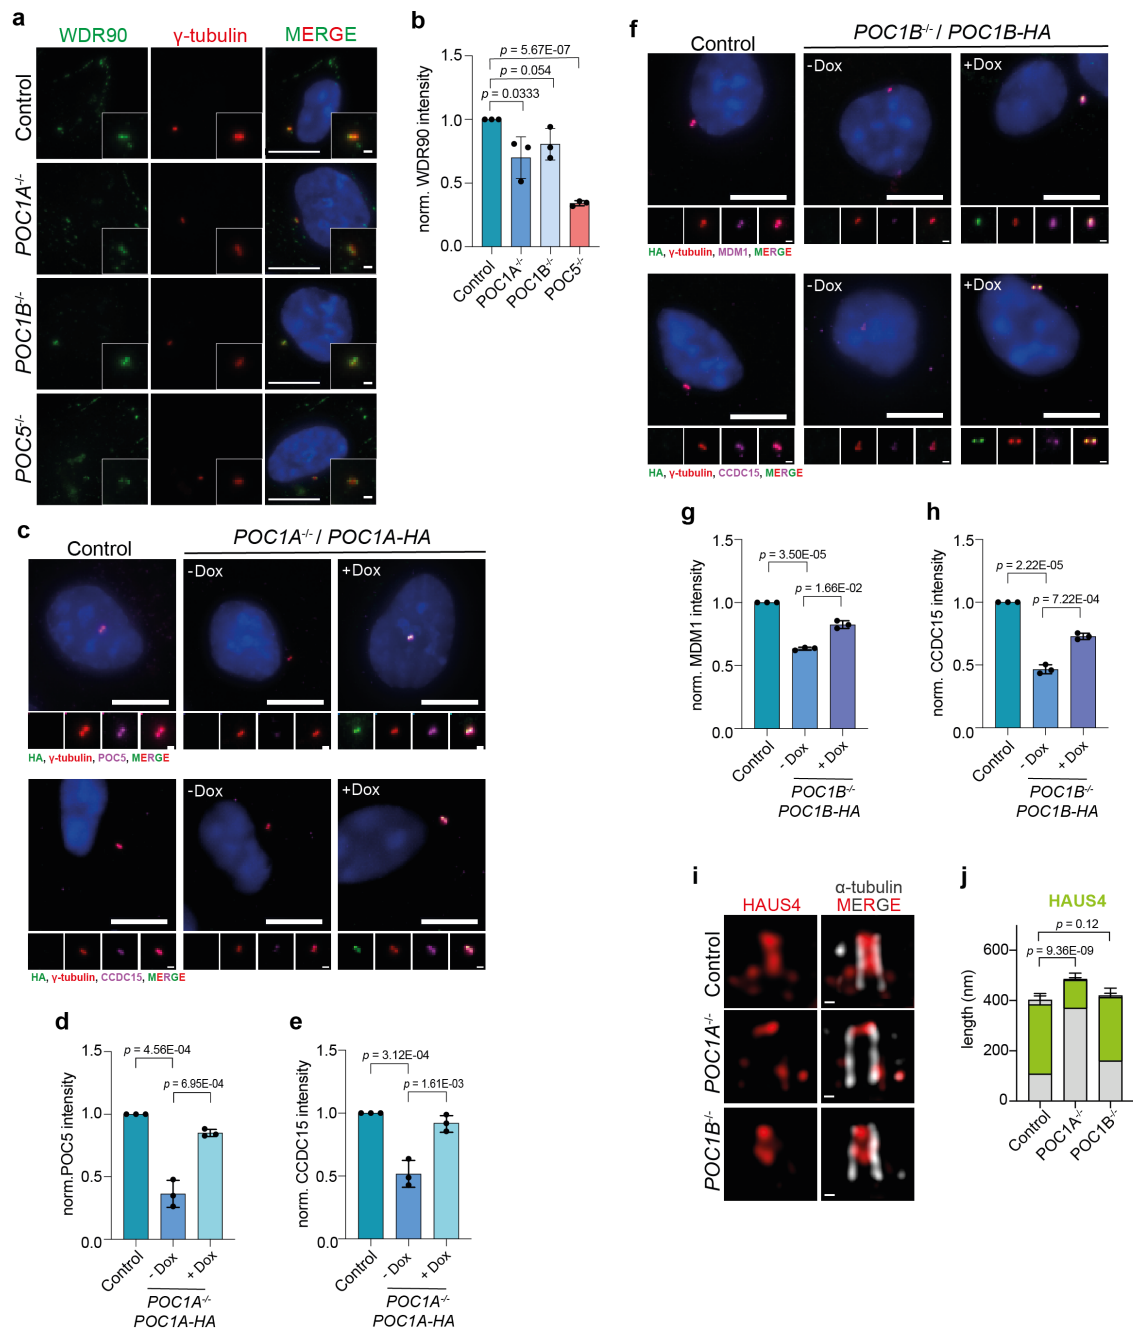 a
WDR90 γ-tubulin MERGE
Control
POC1A-/-
POC1B-/-
POC5-/-
b
norm. WDR90 intensity
1.5
1.0
0.5
0.0
p = 5.67E-07
p = 0.054
p = 0.0333
Control
POC1A-/-
POC1B-/-
POC5-/-
c
Control
POC1A-/- / POC1A-HA
-Dox
+Dox
HA, γ-tubulin, POC5, MERGE
-Dox
+Dox
HA, γ-tubulin, CCDC15, MERGE
d
norm.POC5 intensity
1.5
1.0
0.5
0.0
p = 4.56E-04
p = 6.95E-04
Control
- Dox
+ Dox
POC1A-/-
POC1A-HA
e
norm. CCDC15 intensity
1.5
1.0
0.5
0.0
p = 3.12E-04
p = 1.61E-03
Control
- Dox
+ Dox
POC1A-/-
POC1A-HA
f
Control
POC1B-/- / POC1B-HA
-Dox
+Dox
HA, γ-tubulin, MDM1, MERGE
-Dox
+Dox
HA, γ-tubulin, CCDC15, MERGE
g
norm. MDM1 intensity
1.5
1.0
0.5
0.0
p = 3.50E-05
p = 1.66E-02
Control
- Dox
+ Dox
POC1B-/-
POC1B-HA
h
norm. CCDC15 intensity
1.5
1.0
0.5
0.0
p = 2.22E-05
p = 7.22E-04
Control
- Dox
+ Dox
POC1B-/-
POC1B-HA
i
HAUS4
α-tubulin
MERGE
Control
POC1A-/-
POC1B-/-
j
HAUS4
length (nm)
600
400
200
0
p = 0.12
p = 9.36E-09
Control
POC1A-/-
POC1B-/-